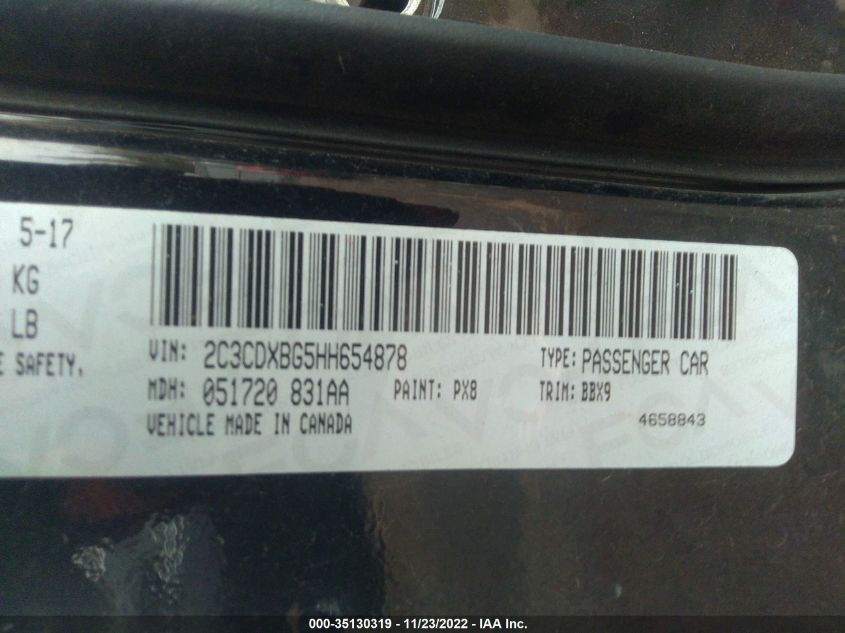 5-17
KG
LB
E SAFETY.
VIN: 2C3CDXBG5HH654878 TYPE: PASSENGER CAR
MDH: 051720 831AA PAINT: PX8 TRIM: BBX9
VEHICLE MADE IN CANADA 4658843
000-35130319 - 11/23/2022 - IAA Inc.